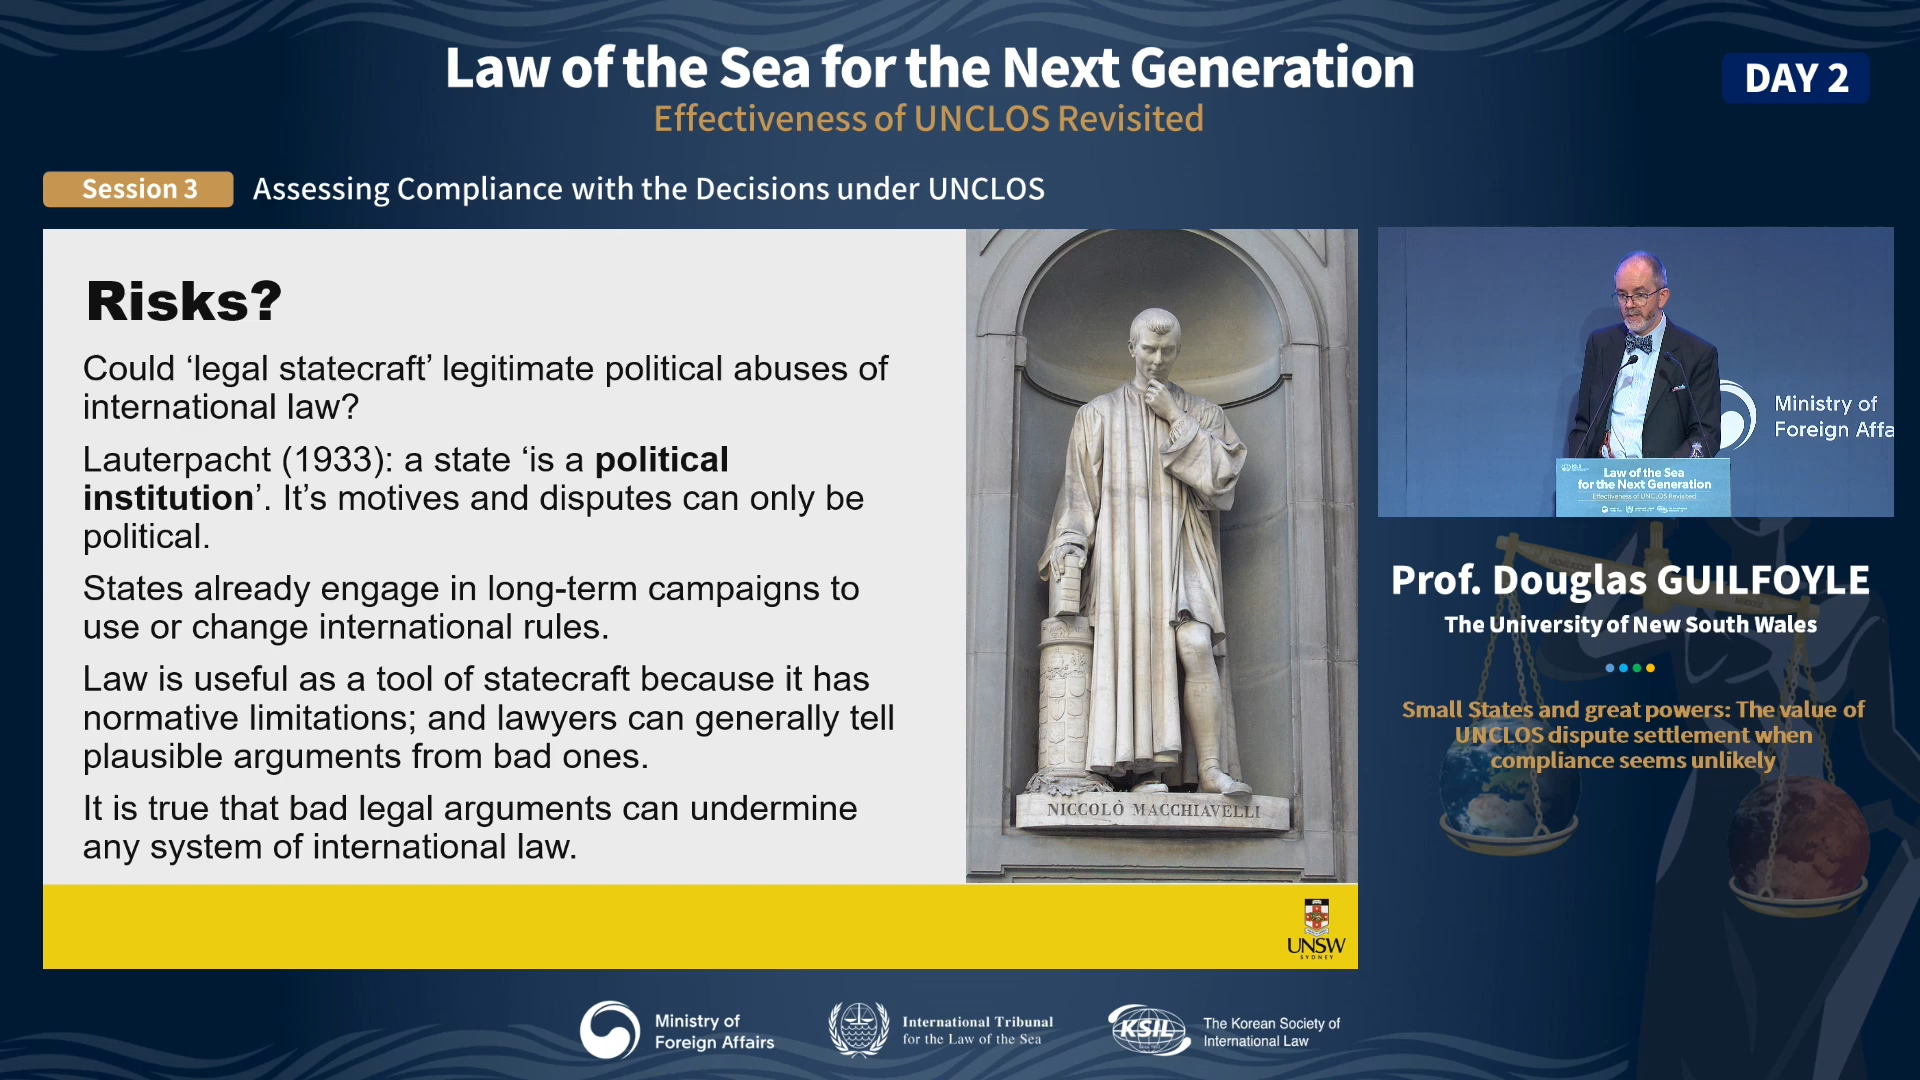 Law of the Sea for the Next Generation
Effectiveness of UNCLOS Revisited
DAY 2
Session 3
Assessing Compliance with the Decisions under UNCLOS
Risks?
Could ‘legal statecraft’ legitimate political abuses of
international law?
Lauterpacht (1933): a state ‘is a political
institution’. It’s motives and disputes can only be
political.
States already engage in long-term campaigns to
use or change international rules.
Law is useful as a tool of statecraft because it has
normative limitations; and lawyers can generally tell
plausible arguments from bad ones.
It is true that bad legal arguments can undermine
any system of international law.
NICCOLÒ MACCHIAVELLI
UNSW
SYDNEY
Ministry of
Foreign Affa
Law of the Sea
for the Next Generation
Effectiveness of UNCLOS Revisited
Prof. Douglas GUILFOYLE
The University of New South Wales
Small States and great powers: The value of
UNCLOS dispute settlement when
compliance seems unlikely
Ministry of
Foreign Affairs
International Tribunal
for the Law of the Sea
KSIL
The Korean Society of
International Law